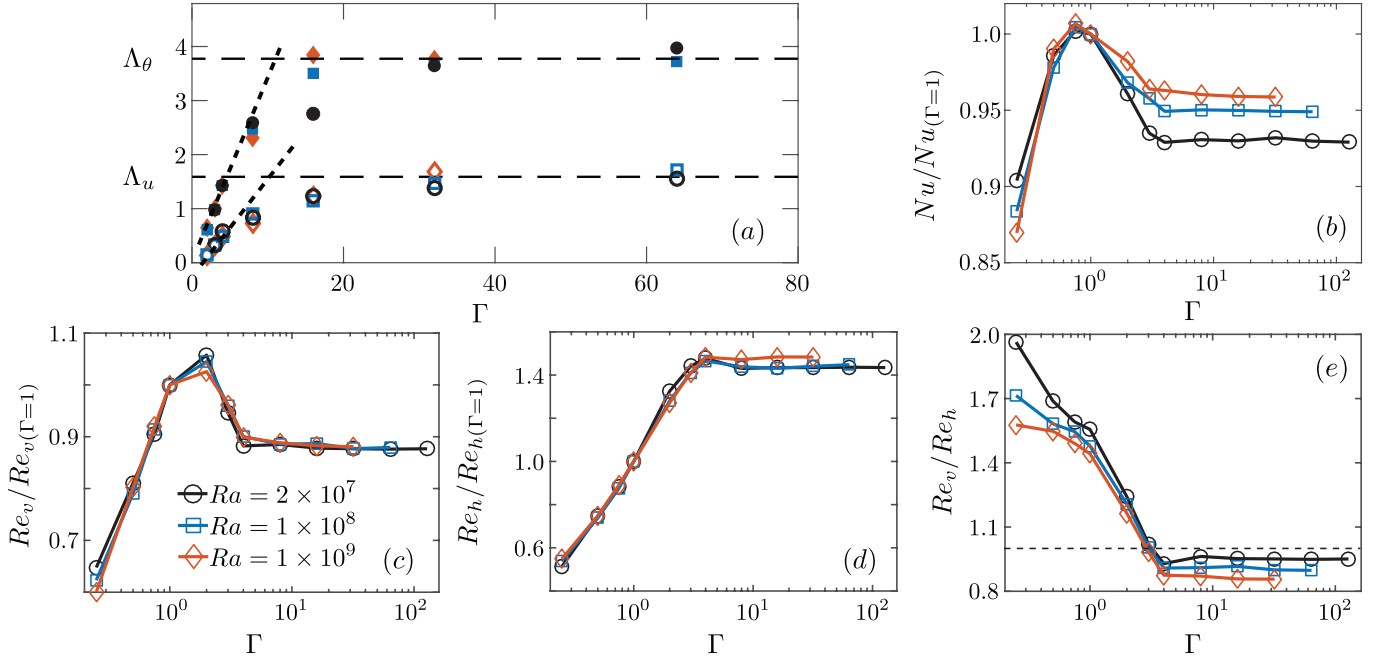 4
Λ_θ
3
2
Λ_u
1
(a)
0
0 20 40 60 80
Γ
Nu/Nu_(Γ=1)
1.0
0.95
0.9
(b)
0.85
10^0 10^1 10^2
Γ
Re_v/Re_v(Γ=1)
1.1
0.9
Ra = 2 × 10^7
Ra = 1 × 10^8
0.7
Ra = 1 × 10^9
(c)
10^0 10^1 10^2
Γ
Re_h/Re_h(Γ=1)
1.4
1.0
0.6
(d)
10^0 10^1 10^2
Γ
Re_v/Re_h
2.0
(e)
1.7
1.4
1.1
0.8
10^0 10^1 10^2
Γ